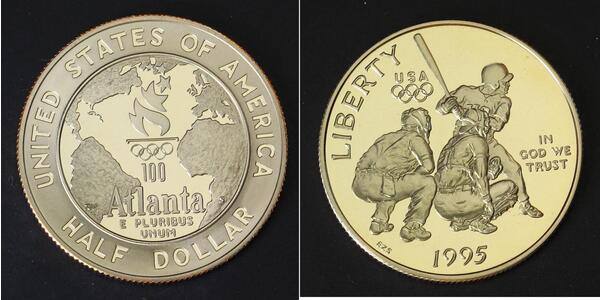 UNITED STATES OF AMERICA
100
Atlanta
E PLURIBUS
UNUM
HALF DOLLAR
LIBERTY
USA
IN
GOD WE
TRUST
1995